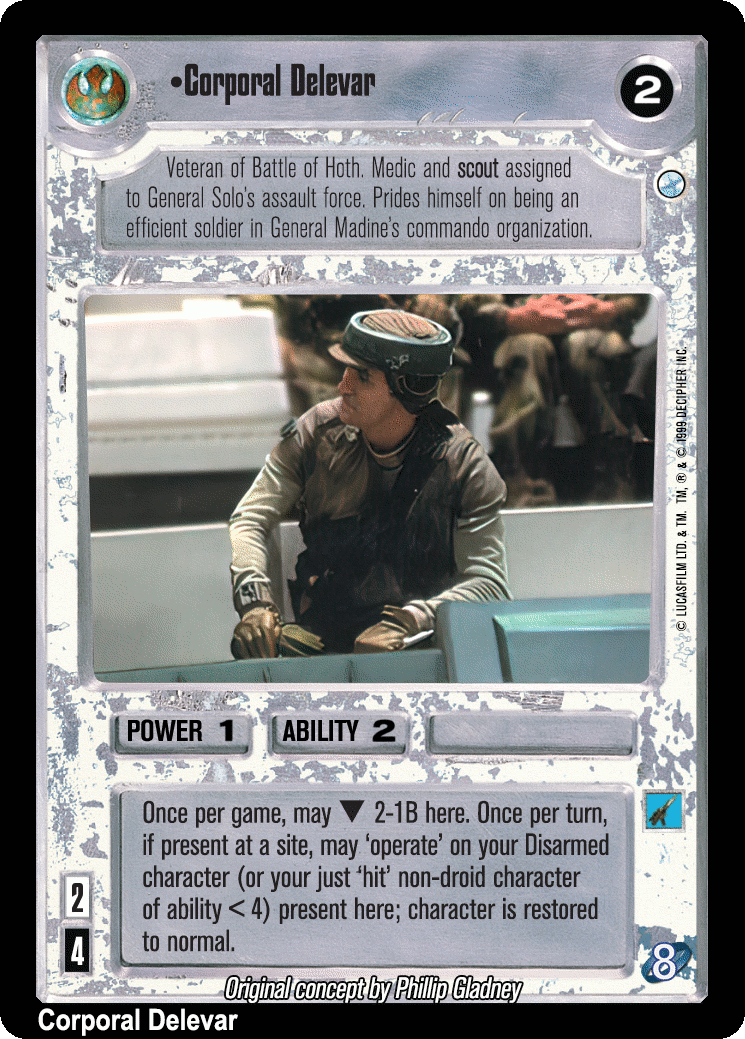 •Corporal Delevar
2
Veteran of Battle of Hoth. Medic and scout assigned
to General Solo's assault force. Prides himself on being an
efficient soldier in General Madine's commando organization.
© LUCASFILM LTD. & TM. TM, ® & © 1999 DECIPHER INC.
POWER 1
ABILITY 2
Once per game, may ▼ 2-1B here. Once per turn,
if present at a site, may ‘operate’ on your Disarmed
character (or your just ‘hit’ non-droid character
of ability < 4) present here; character is restored
to normal.
2
4
8
Original concept by Phillip Gladney
Corporal Delevar